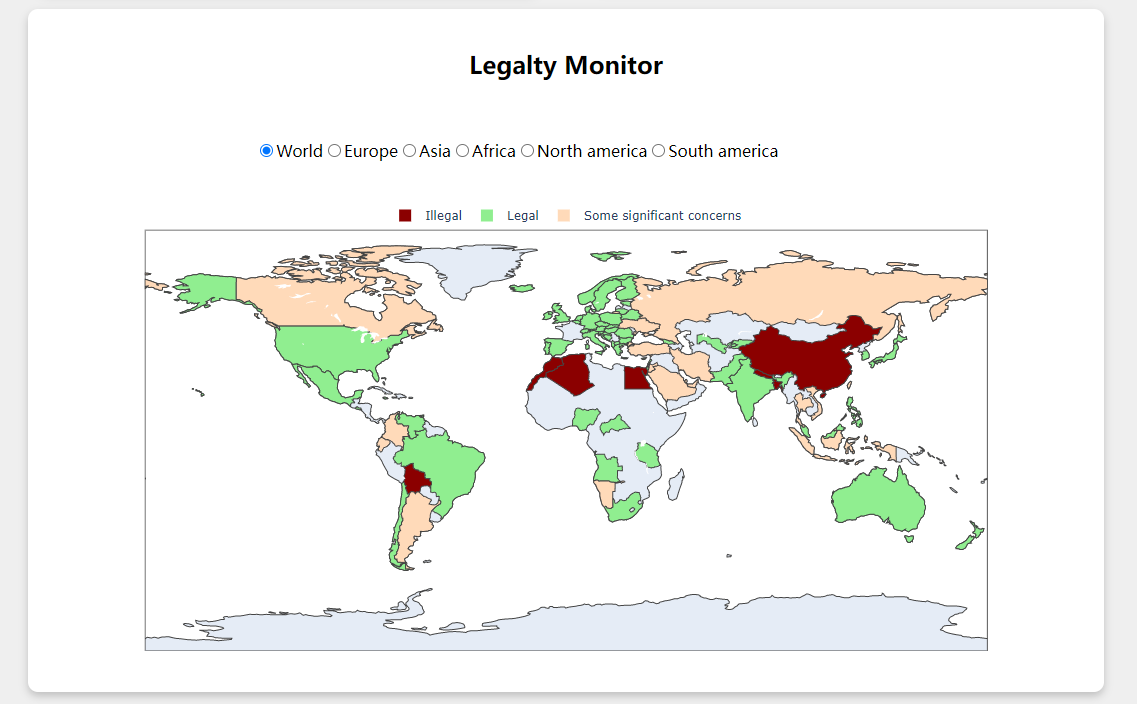 Legalty Monitor
World Europe Asia Africa North america South america
Illegal Legal Some significant concerns